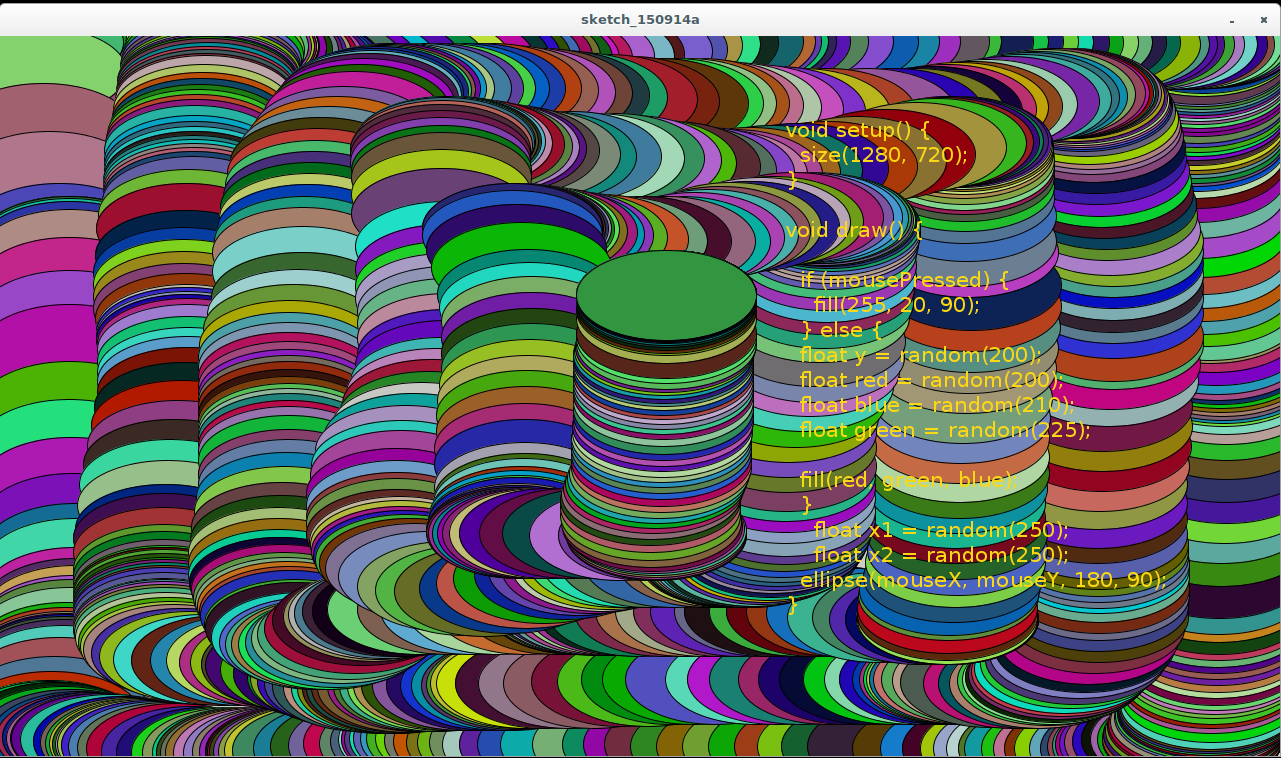 sketch_150914a
void setup() {
size(1280, 720);
}
void draw() {
if (mousePressed) {
fill(255, 20, 90);
} else {
float y = random(200);
float red = random(200);
float blue = random(210);
float green = random(225);
fill(red, green, blue);
}
float x1 = random(250);
float x2 = random(250);
ellipse(mouseX, mouseY, 180, 90);
}